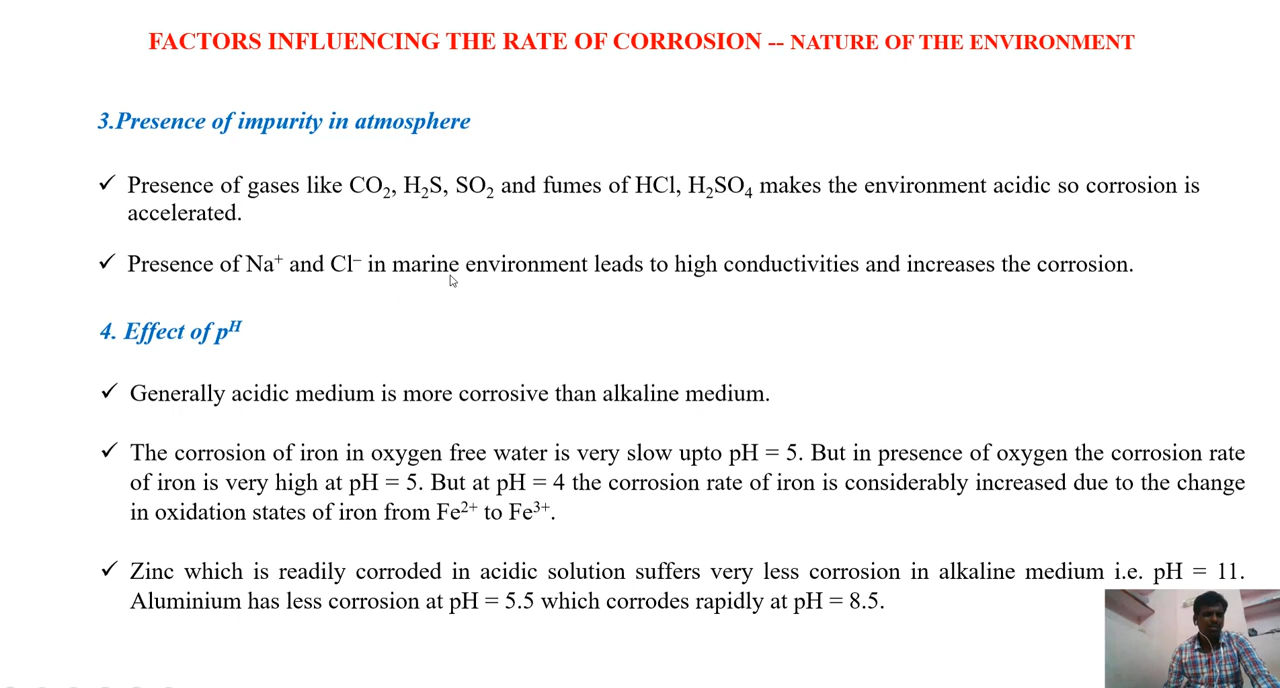 FACTORS INFLUENCING THE RATE OF CORROSION -- NATURE OF THE ENVIRONMENT
3.Presence of impurity in atmosphere
✓ Presence of gases like CO₂, H₂S, SO₂ and fumes of HCl, H₂SO₄ makes the environment acidic so corrosion is
accelerated.
✓ Presence of Na⁺ and Cl⁻ in marine environment leads to high conductivities and increases the corrosion.
4. Effect of pᴴ
✓ Generally acidic medium is more corrosive than alkaline medium.
✓ The corrosion of iron in oxygen free water is very slow upto pH = 5. But in presence of oxygen the corrosion rate
of iron is very high at pH = 5. But at pH = 4 the corrosion rate of iron is considerably increased due to the change
in oxidation states of iron from Fe²⁺ to Fe³⁺.
✓ Zinc which is readily corroded in acidic solution suffers very less corrosion in alkaline medium i.e. pH = 11.
Aluminium has less corrosion at pH = 5.5 which corrodes rapidly at pH = 8.5.